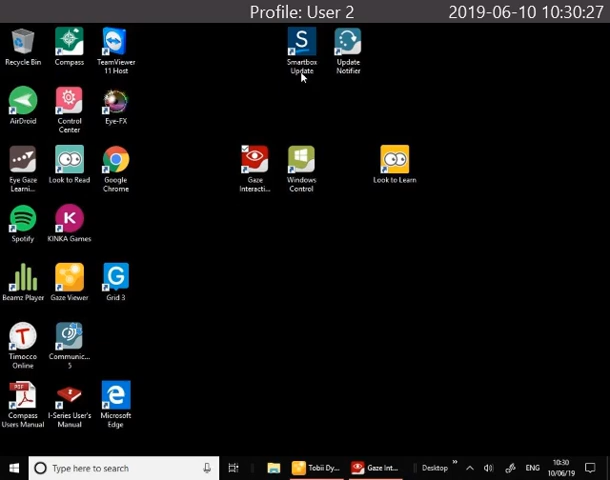 Profile: User 2
2019-06-10 10:30:27
Recycle Bin
Compass
TeamViewer
11 Host
Smartbox
Update
Update
Notifier
AirDroid
Control
Center
Eye-FX
Eye Gaze
Learni...
Look to Read
Google
Chrome
Gaze
Interacti...
Windows
Control
Look to Learn
Spotify
KINKA Games
Beamz Player
Gaze Viewer
Grid 3
Timocco
Online
Communic...
5
Compass
Users Manual
I-Series User's
Manual
Microsoft
Edge
Type here to search
Tobii Dy...
Gaze Int...
Desktop
ENG
10:30
10/06/19